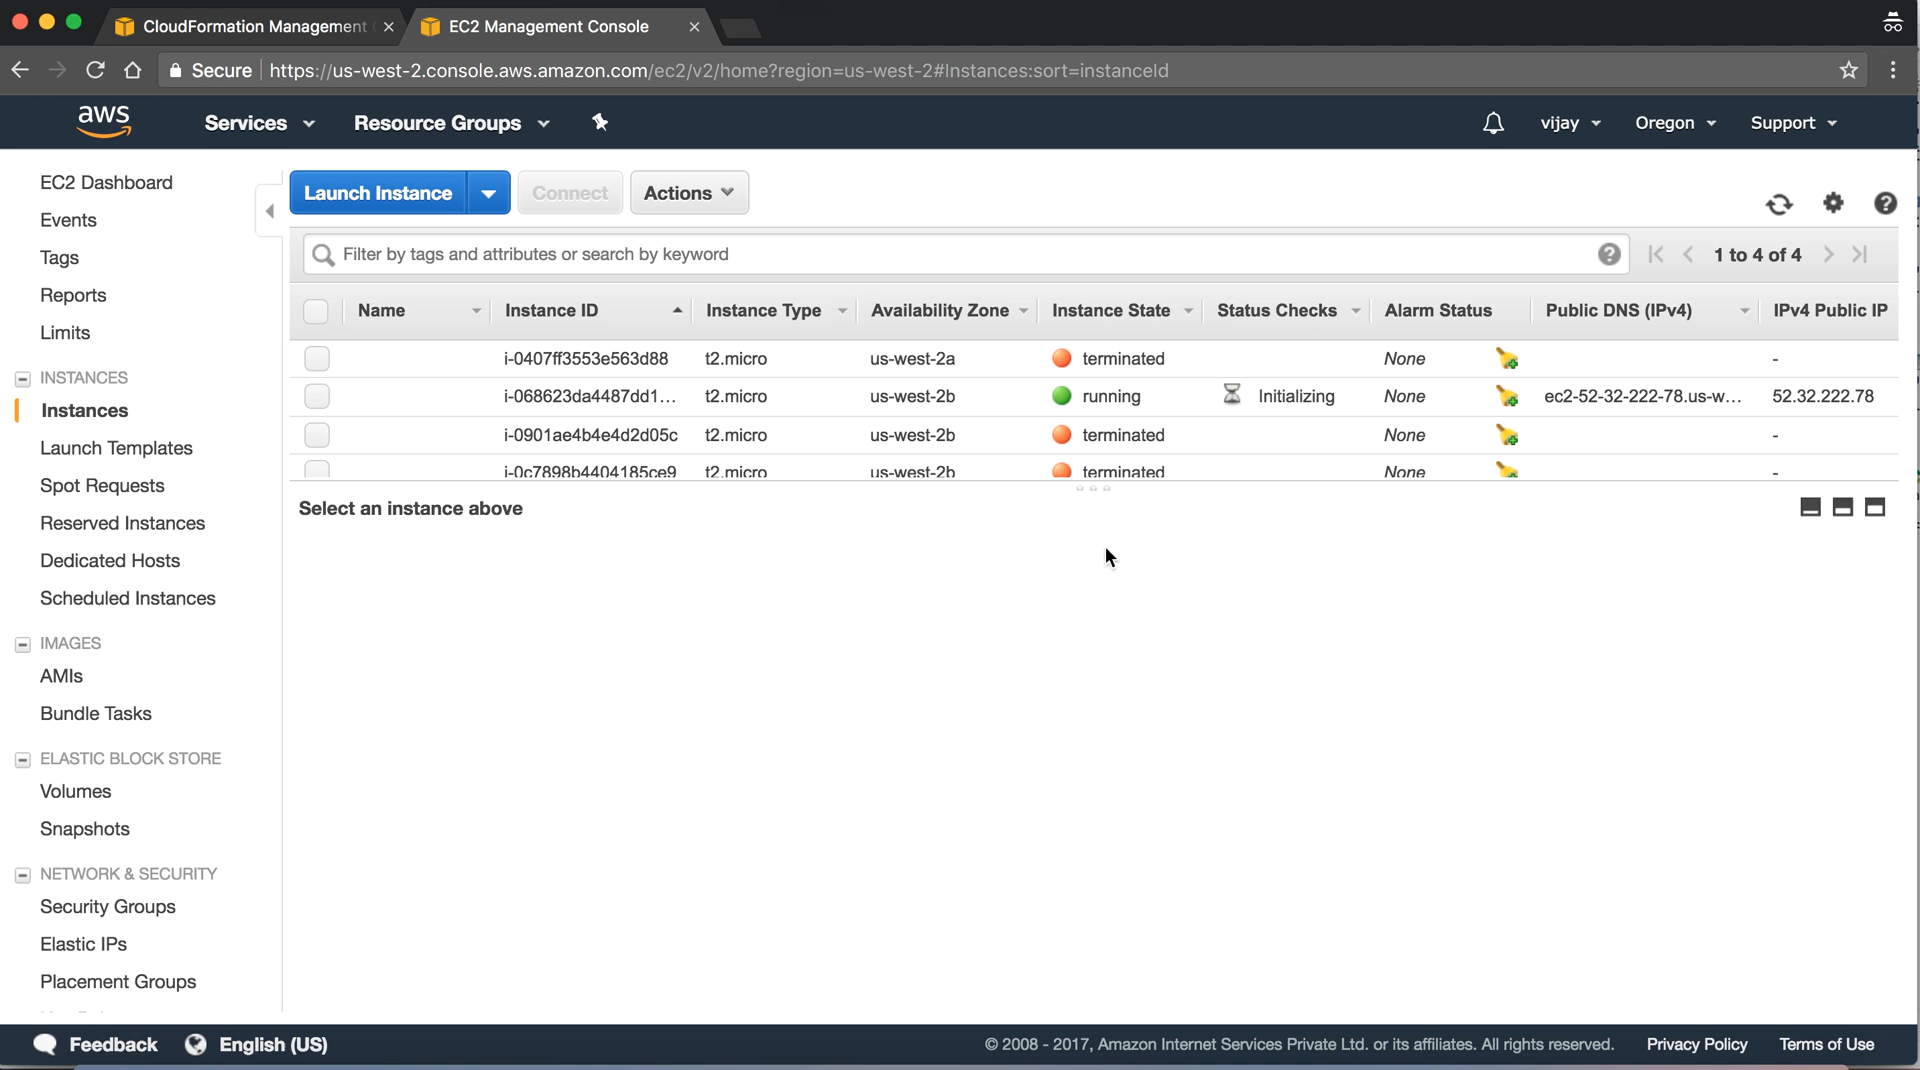 CloudFormation Management
EC2 Management Console
Secure https://us-west-2.console.aws.amazon.com/ec2/v2/home?region=us-west-2#Instances:sort=instanceId
aws Services Resource Groups vijay Oregon Support
EC2 Dashboard
Events
Tags
Reports
Limits
INSTANCES
Instances
Launch Templates
Spot Requests
Reserved Instances
Dedicated Hosts
Scheduled Instances
IMAGES
AMIs
Bundle Tasks
ELASTIC BLOCK STORE
Volumes
Snapshots
NETWORK & SECURITY
Security Groups
Elastic IPs
Placement Groups
Launch Instance Connect Actions
Filter by tags and attributes or search by keyword 1 to 4 of 4
Name Instance ID Instance Type Availability Zone Instance State Status Checks Alarm Status Public DNS (IPv4) IPv4 Public IP
i-0407ff3553e563d88 t2.micro us-west-2a terminated None -
i-068623da4487dd1... t2.micro us-west-2b running Initializing None ec2-52-32-222-78.us-w... 52.32.222.78
i-0901ae4b4e4d2d05c t2.micro us-west-2b terminated None -
i-0c7898b4404185ce9 t2.micro us-west-2b terminated None -
Select an instance above
Feedback English (US) © 2008 - 2017, Amazon Internet Services Private Ltd. or its affiliates. All rights reserved. Privacy Policy Terms of Use